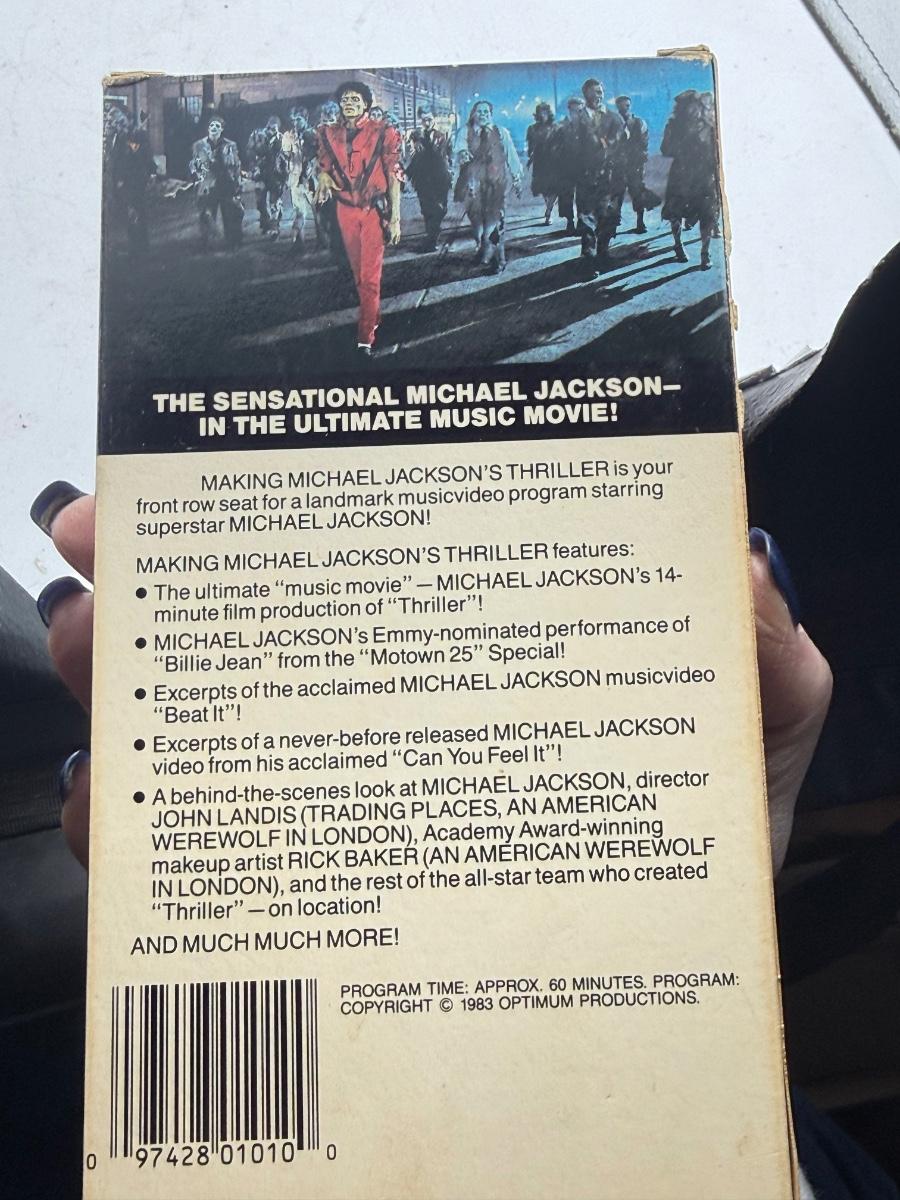 THE SENSATIONAL MICHAEL JACKSON—
IN THE ULTIMATE MUSIC MOVIE!
MAKING MICHAEL JACKSON'S THRILLER is your
front row seat for a landmark musicvideo program starring
superstar MICHAEL JACKSON!
MAKING MICHAEL JACKSON'S THRILLER features:
● The ultimate "music movie" — MICHAEL JACKSON's 14-
minute film production of "Thriller"!
● MICHAEL JACKSON's Emmy-nominated performance of
"Billie Jean" from the "Motown 25" Special!
● Excerpts of the acclaimed MICHAEL JACKSON musicvideo
"Beat It"!
● Excerpts of a never-before released MICHAEL JACKSON
video from his acclaimed "Can You Feel It"!
● A behind-the-scenes look at MICHAEL JACKSON, director
JOHN LANDIS (TRADING PLACES, AN AMERICAN
WEREWOLF IN LONDON), Academy Award-winning
makeup artist RICK BAKER (AN AMERICAN WEREWOLF
IN LONDON), and the rest of the all-star team who created
"Thriller" — on location!
AND MUCH MUCH MORE!
PROGRAM TIME: APPROX. 60 MINUTES. PROGRAM:
COPYRIGHT © 1983 OPTIMUM PRODUCTIONS.
0 97428 01010 0